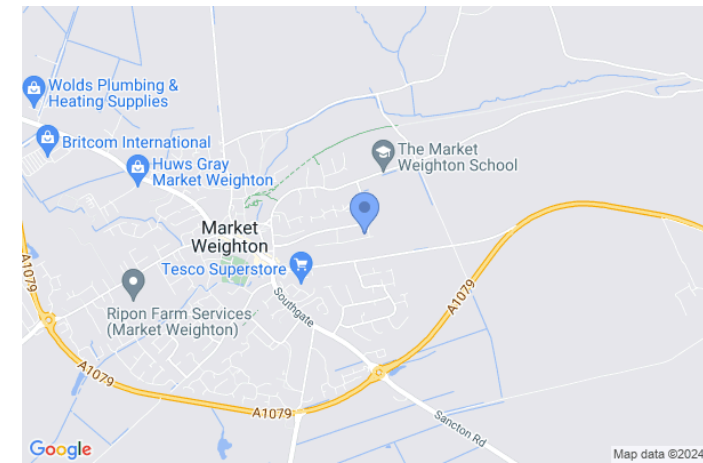 Wolds Plumbing &
Heating Supplies
Britcom International
Huws Gray
Market Weighton
The Market
Weighton School
Market
Weighton
Tesco Superstore
A1079
Ripon Farm Services
(Market Weighton)
Southgate
A1079
A1079
A1079
Sancton Rd
Google
Map data ©2024